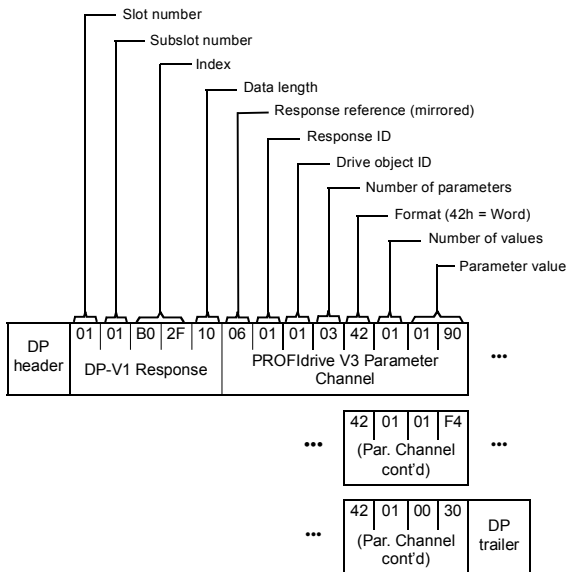 Slot number
Subslot number
Index
Data length
Response reference (mirrored)
Response ID
Drive object ID
Number of parameters
Format (42h = Word)
Number of values
Parameter value
DP header
01 01 B0 2F 10 06 01 01 03 42 01 01 90
DP-V1 Response
PROFIdrive V3 Parameter
Channel
•••
•••
42 01 01 F4
(Par. Channel
cont'd)
•••
•••
42 01 00 30
(Par. Channel
cont'd)
DP
trailer